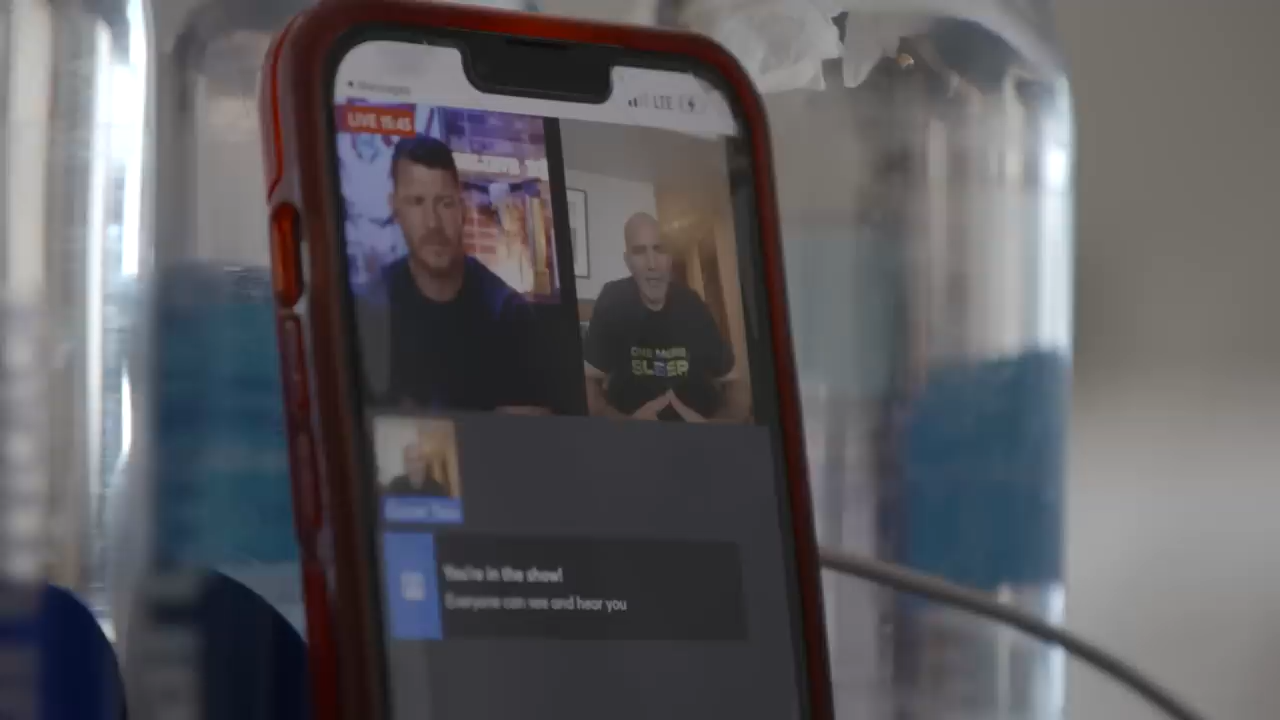 LTE
LIVE 15:45
ONE MORE
SLEEP
You're in the show!
Everyone can see and hear you